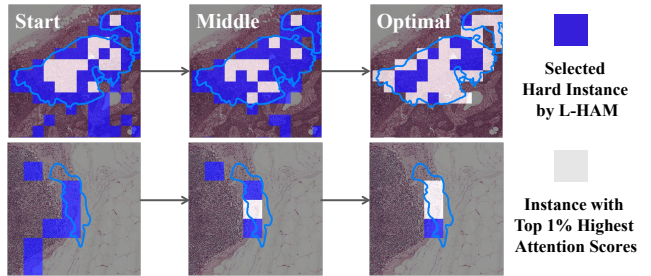 Start
Middle
Optimal
Selected
Hard Instance
by L-HAM
Instance with
Top 1% Highest
Attention Scores